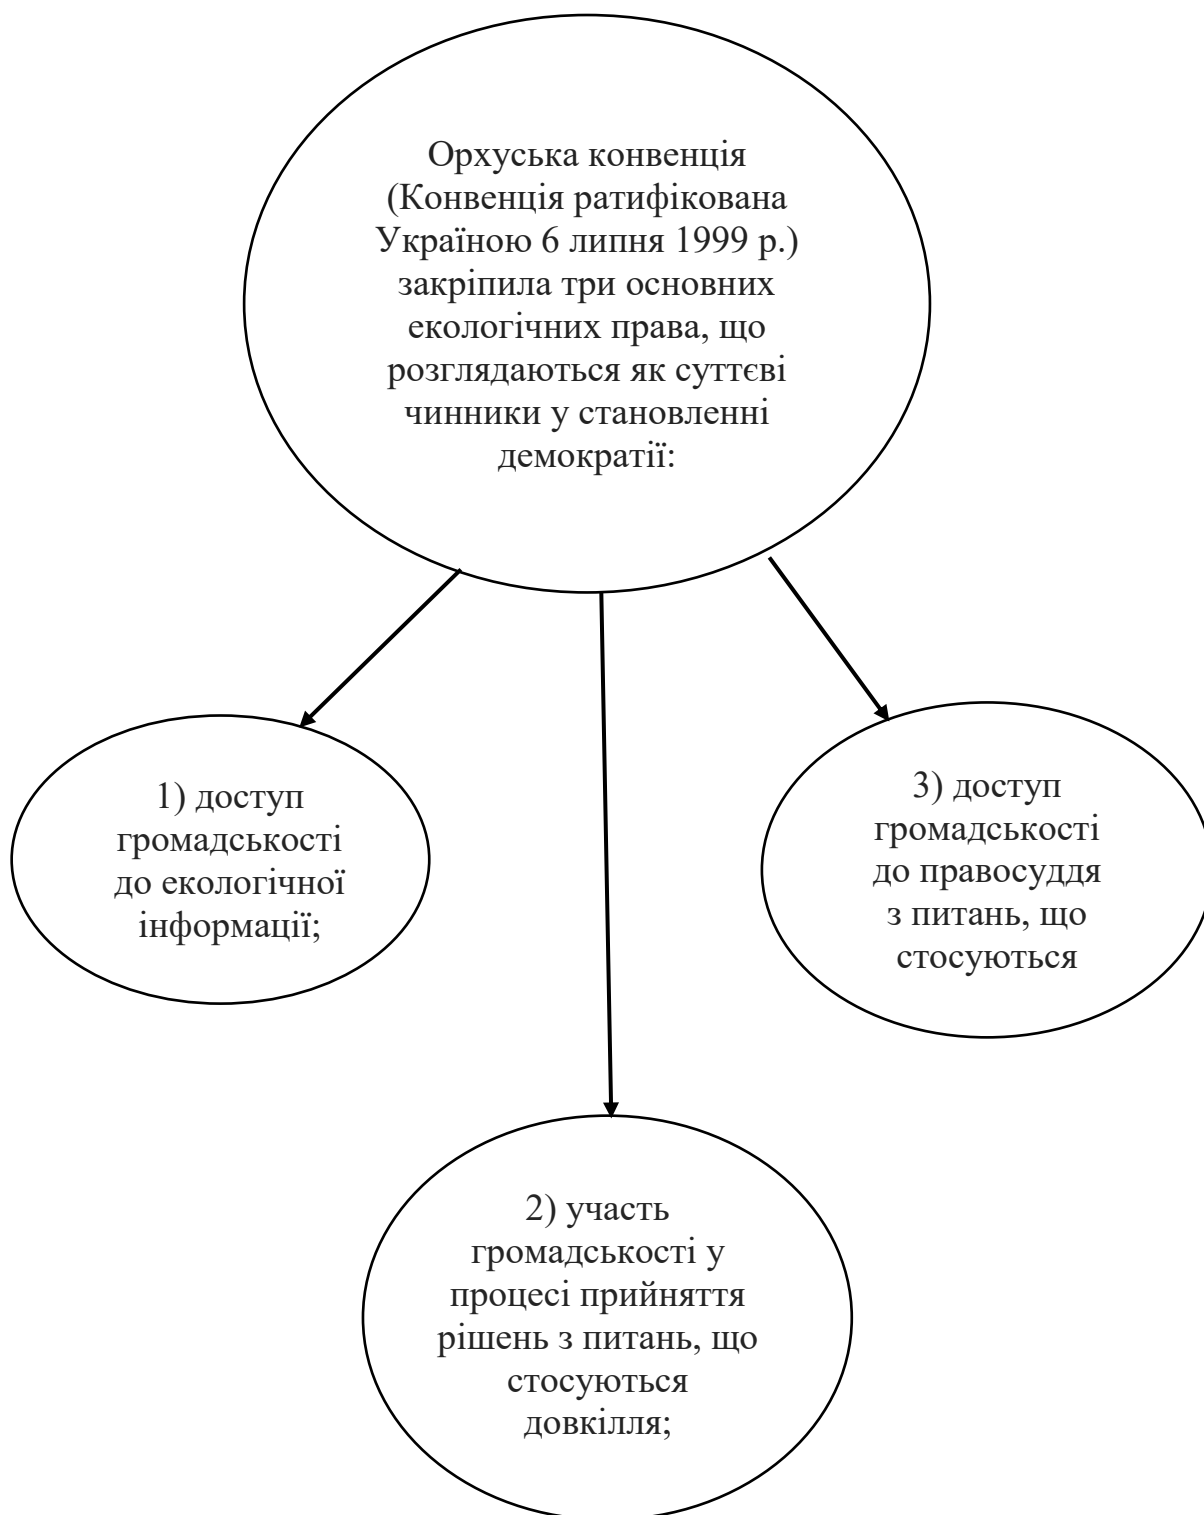 Орхуська конвенція
(Конвенція ратифікована
Україною 6 липня 1999 р.)
закріпила три основних
екологічних права, що
розглядаються як суттєві
чинники у становленні
демократії:
1) доступ
громадськості
до екологічної
інформації;
2) участь
громадськості у
процесі прийняття
рішень з питань, що
стосуються
довкілля;
3) доступ
громадськості
до правосуддя
з питань, що
стосуються